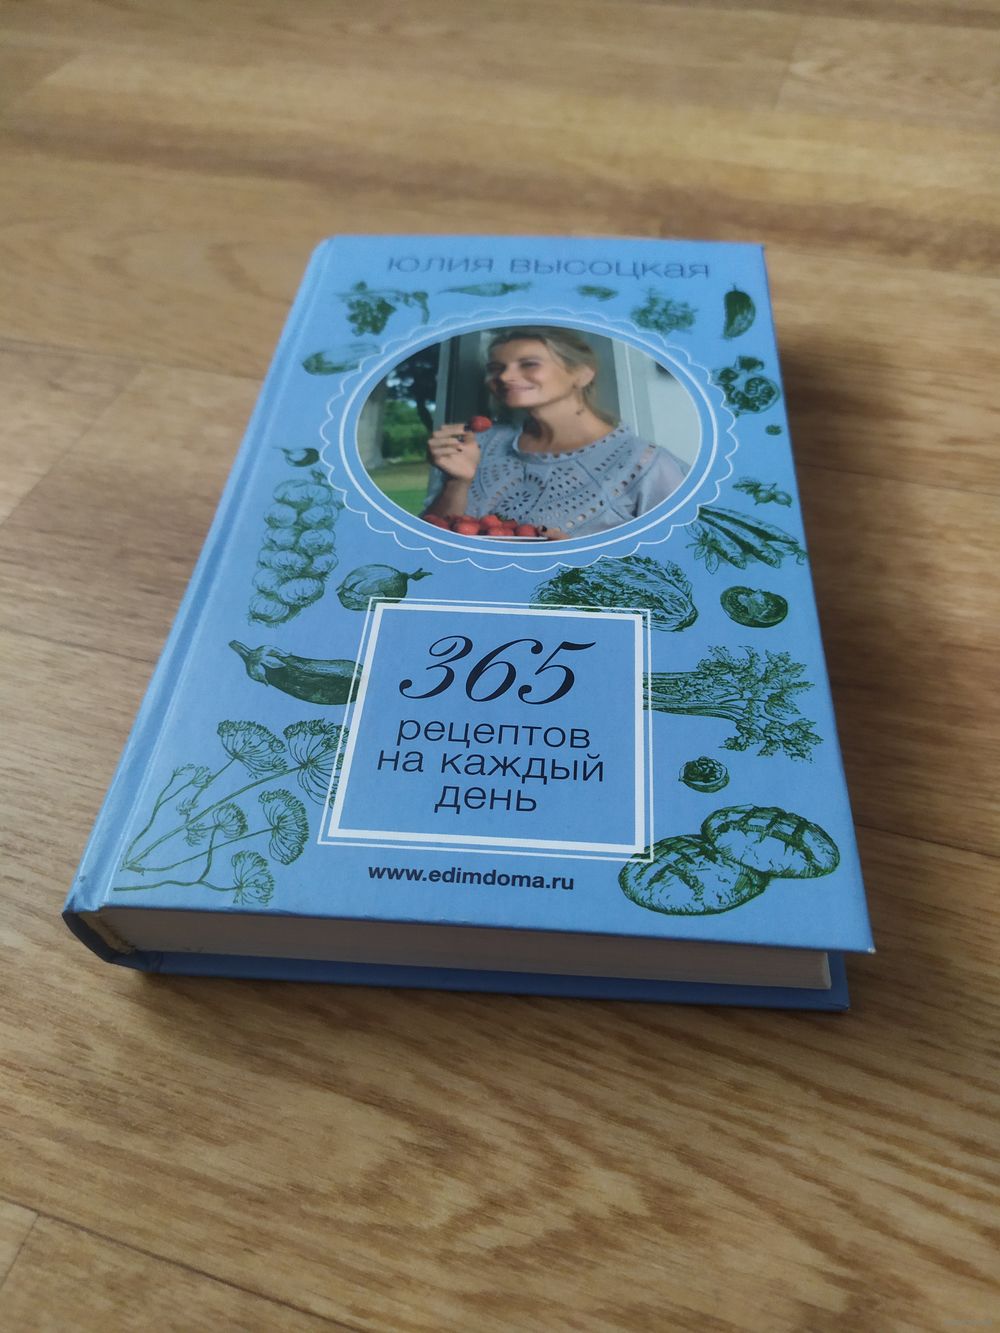 ЮЛИЯ ВЫСОЦКАЯ
365
рецептов
на каждый
день
www.edimdoma.ru